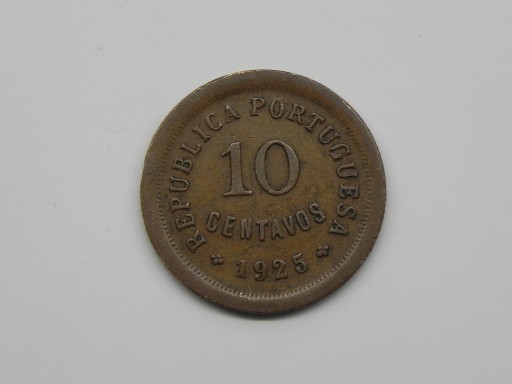 REPUBLICA PORTUGUESA
10
CENTAVOS
1925